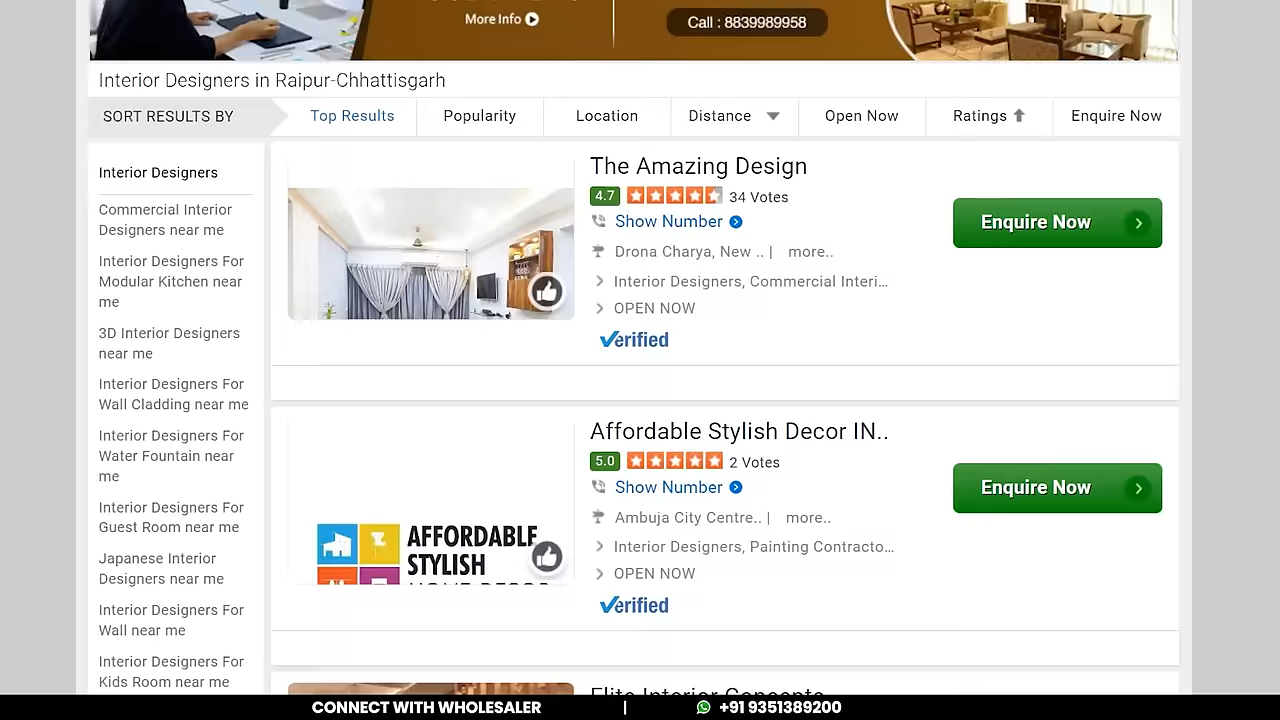 More Info
Call : 8839989958
Interior Designers in Raipur-Chhattisgarh
SORT RESULTS BY
Top Results
Popularity
Location
Distance
Open Now
Ratings
Enquire Now
Interior Designers
Commercial Interior
Designers near me
Interior Designers For
Modular Kitchen near
me
3D Interior Designers
near me
Interior Designers For
Wall Cladding near me
Interior Designers For
Water Fountain near
me
Interior Designers For
Guest Room near me
Japanese Interior
Designers near me
Interior Designers For
Wall near me
Interior Designers For
Kids Room near me
The Amazing Design
4.7 34 Votes
Show Number
Drona Charya, New .. | more..
Interior Designers, Commercial Interi...
OPEN NOW
Verified
Enquire Now
Affordable Stylish Decor IN..
5.0 2 Votes
Show Number
Ambuja City Centre.. | more..
Interior Designers, Painting Contracto...
OPEN NOW
Verified
Enquire Now
AFFORDABLE
STYLISH
HOME DECOR
Elite Interior Concepts
CONNECT WITH WHOLESALER | +91 9351389200